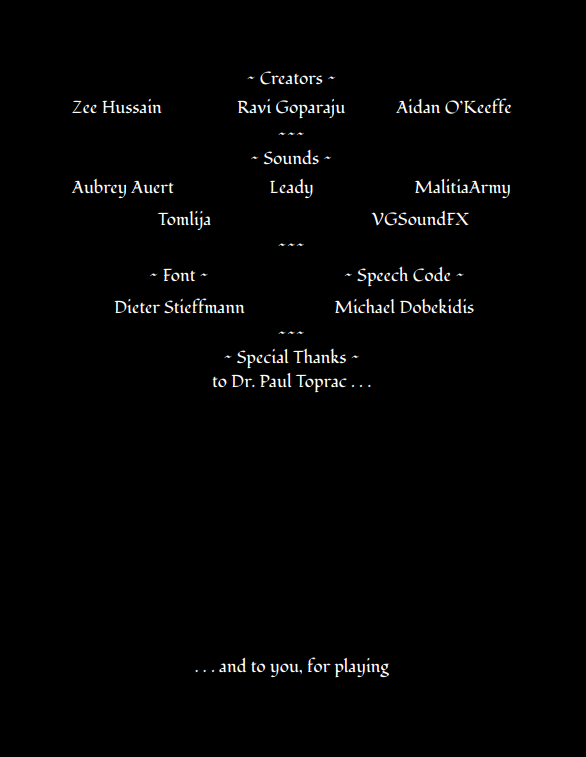 ~ Creators ~
Zee Hussain Ravi Goparaju Aidan O'Keeffe
~~~
~ Sounds ~
Aubrey Auert Leady MalitiaArmy
Tomlija VGSoundFX
~~~
~ Font ~ ~ Speech Code ~
Dieter Stieffmann Michael Dobekidis
~~~
~ Special Thanks ~
to Dr. Paul Toprac . . .
. . . and to you, for playing